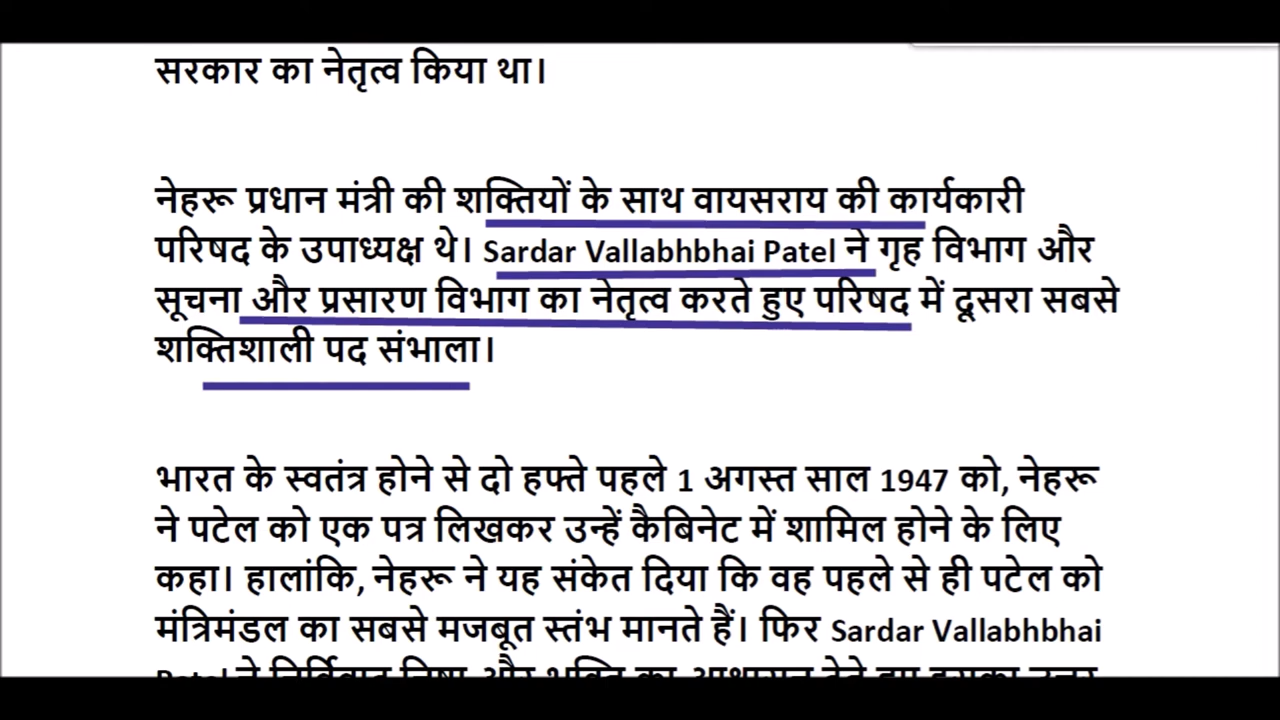 सरकार का नेतृत्व किया था।
नेहरू प्रधान मंत्री की शक्तियों के साथ वायसराय की कार्यकारी
परिषद के उपाध्यक्ष थे। Sardar Vallabhbhai Patel ने गृह विभाग और
सूचना और प्रसारण विभाग का नेतृत्व करते हुए परिषद में दूसरा सबसे
शक्तिशाली पद संभाला।
भारत के स्वतंत्र होने से दो हफ्ते पहले 1 अगस्त साल 1947 को, नेहरू
ने पटेल को एक पत्र लिखकर उन्हें कैबिनेट में शामिल होने के लिए
कहा। हालांकि, नेहरू ने यह संकेत दिया कि वह पहले से ही पटेल को
मंत्रिमंडल का सबसे मजबूत स्तंभ मानते हैं। फिर Sardar Vallabhbhai